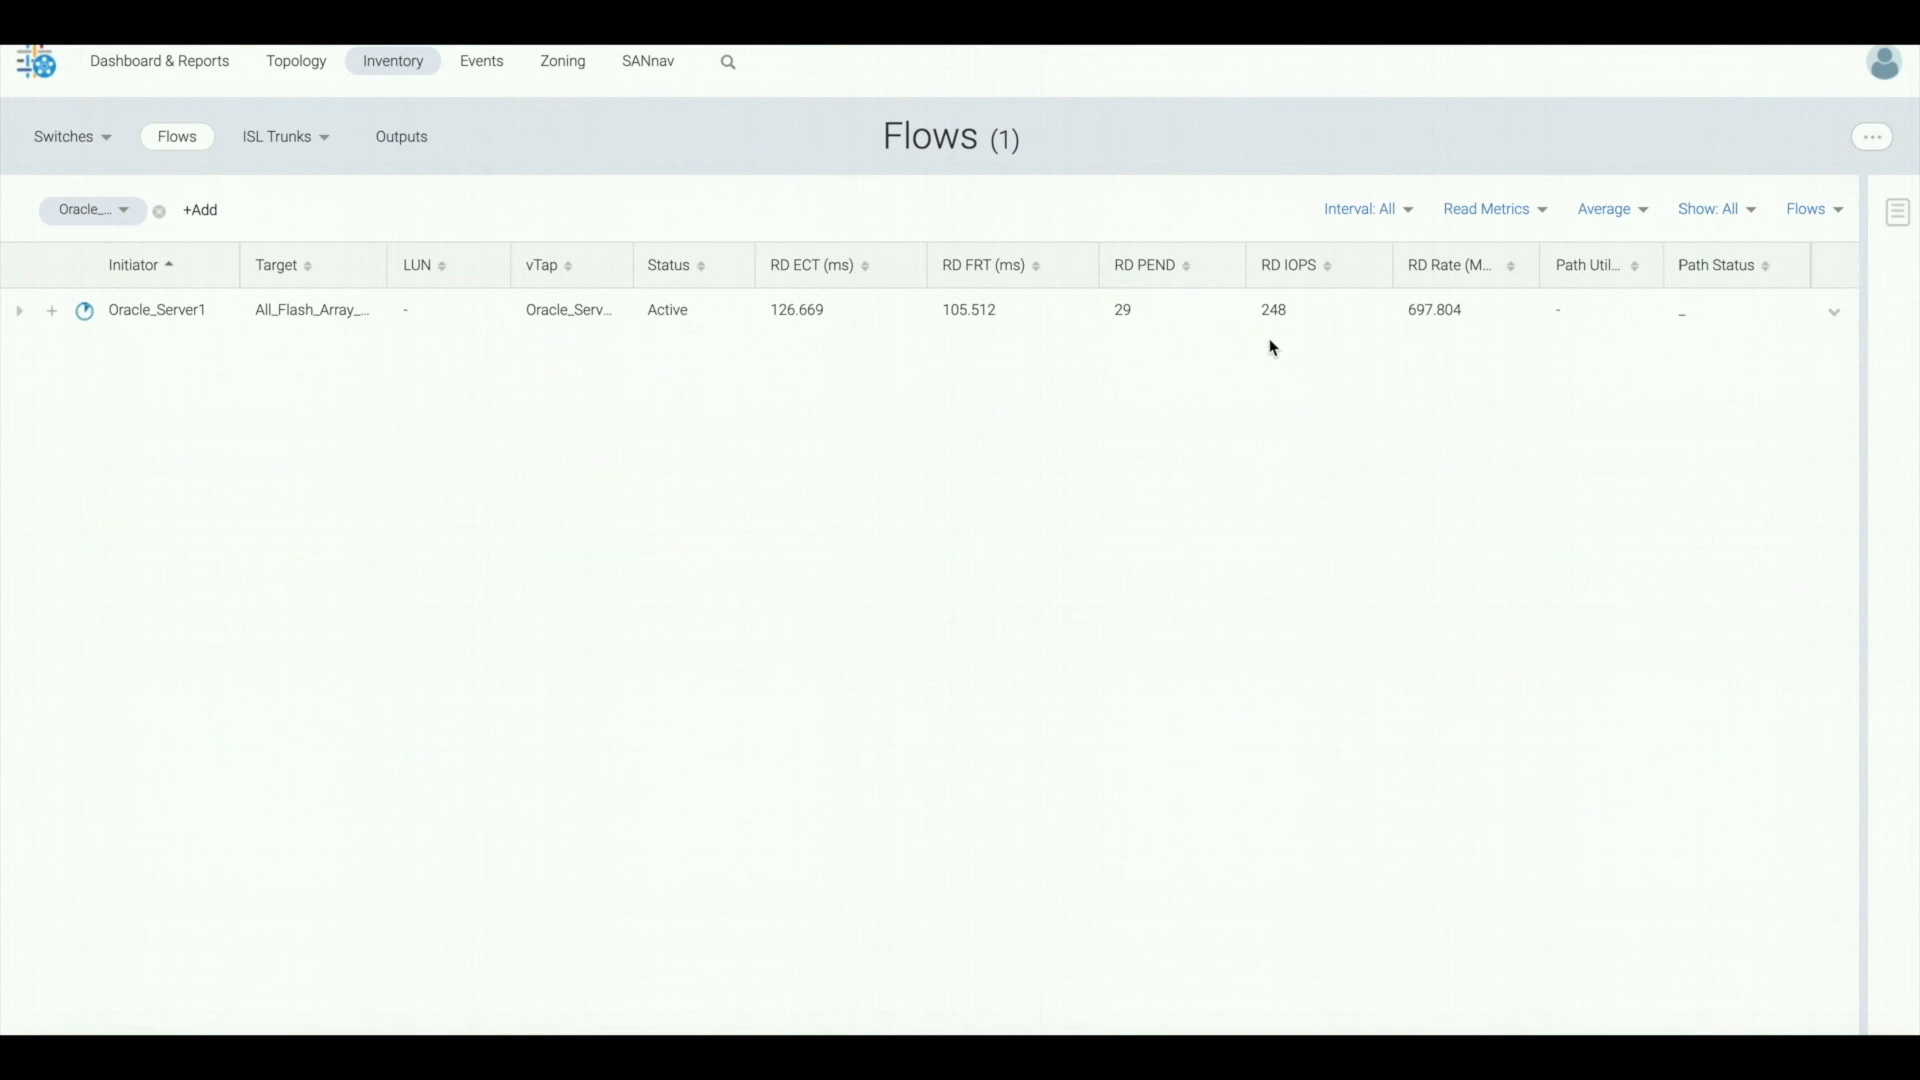 Dashboard & Reports Topology Inventory Events Zoning SANnav
Switches Flows ISL Trunks Outputs Flows (1) ...
Oracle_... +Add Interval: All Read Metrics Average Show: All Flows
Initiator Target LUN vTap Status RD ECT (ms) RD FRT (ms) RD PEND RD IOPS RD Rate (M... Path Util... Path Status
+ Oracle_Server1 All_Flash_Array_... - Oracle_Serv... Active 126.669 105.512 29 248 697.804 - _